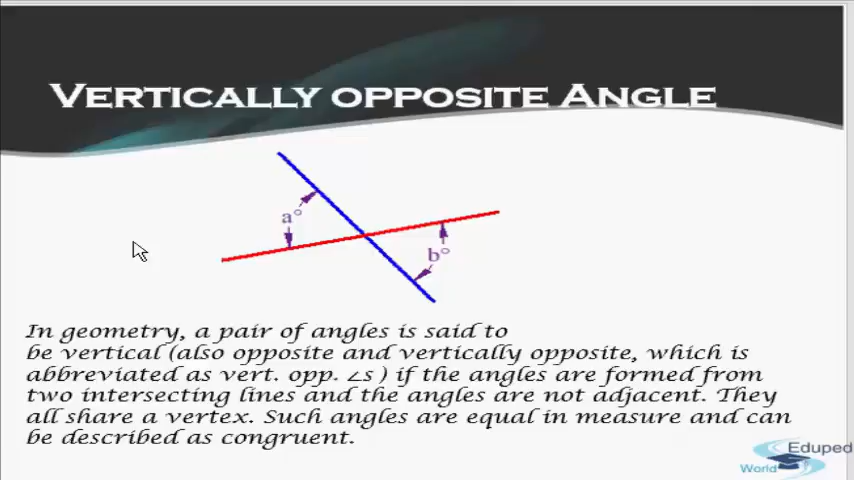 VERTICALLY OPPOSITE ANGLE
a°
b°
In geometry, a pair of angles is said to
be vertical (also opposite and vertically opposite, which is
abbreviated as vert. opp. ∠s ) if the angles are formed from
two intersecting lines and the angles are not adjacent. They
all share a vertex. Such angles are equal in measure and can
be described as congruent.
Eduped
World